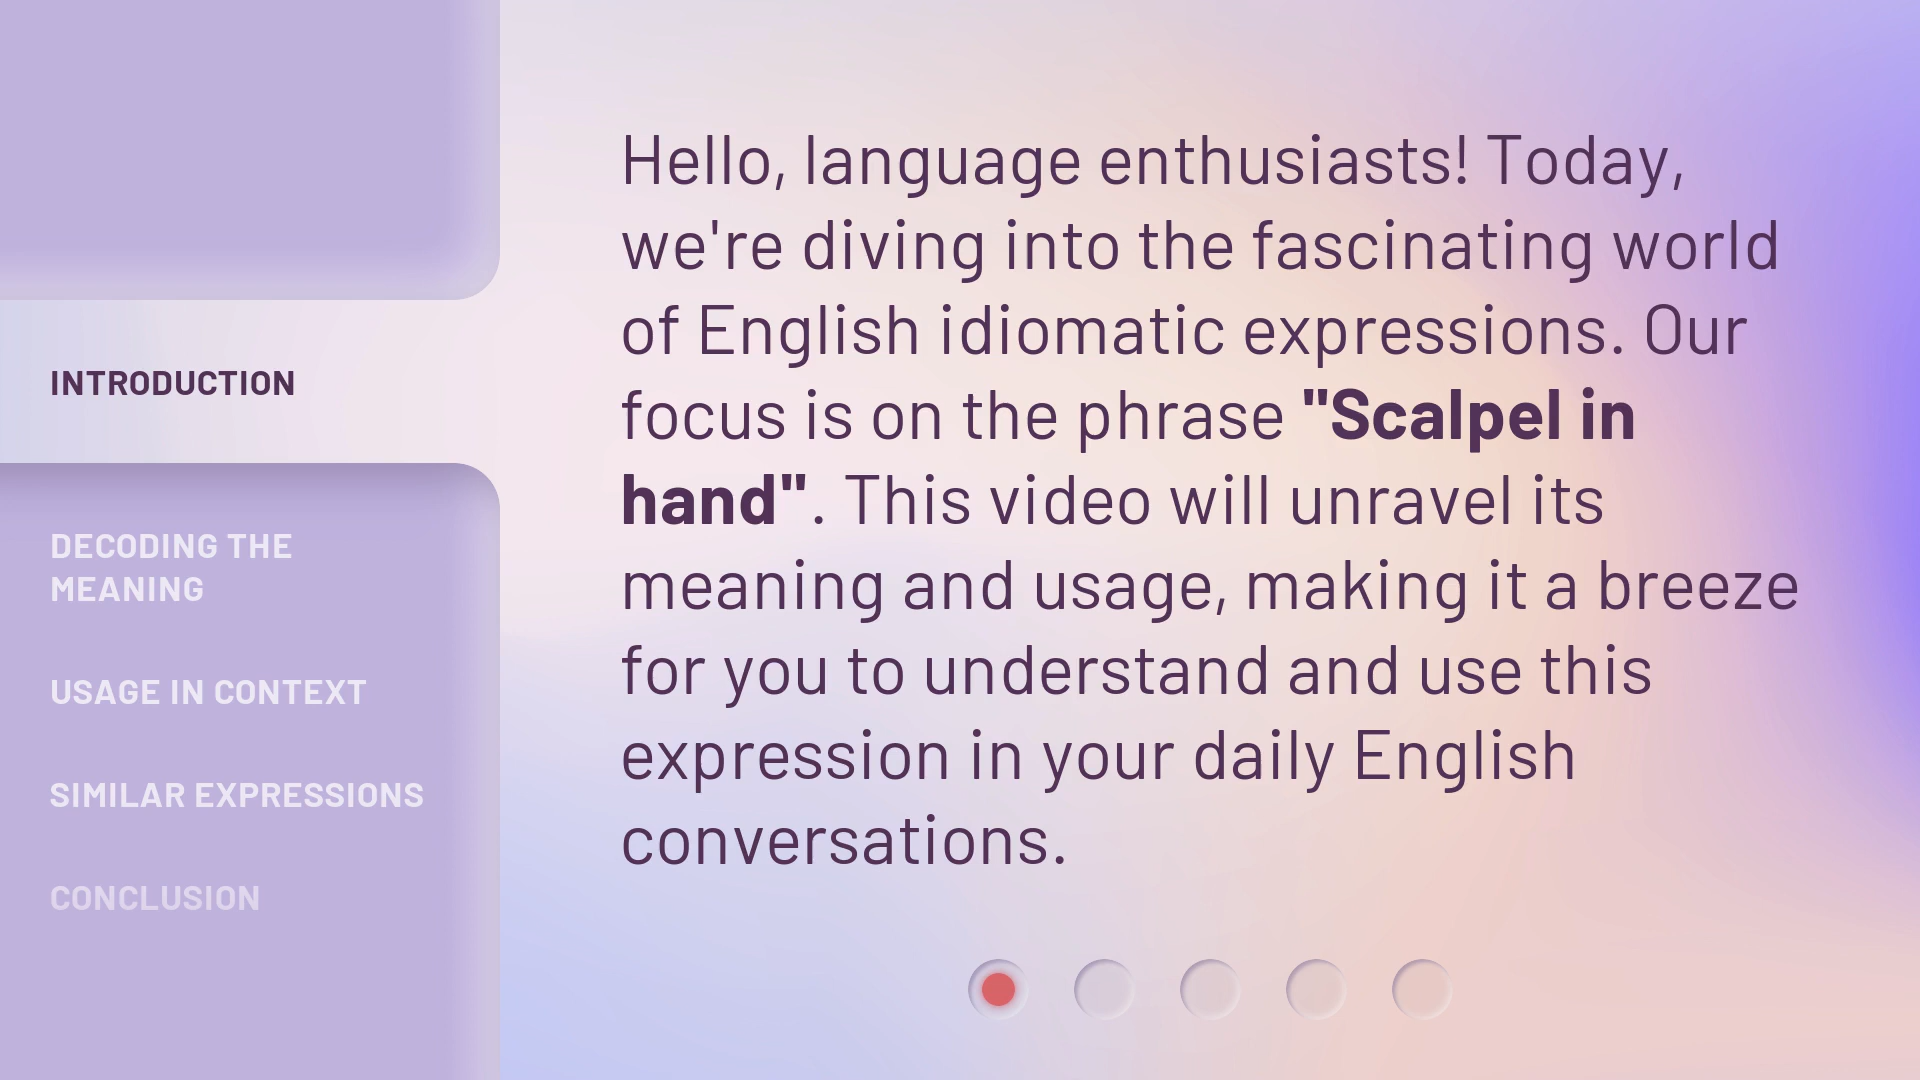 INTRODUCTION
DECODING THE
MEANING
USAGE IN CONTEXT
SIMILAR EXPRESSIONS
CONCLUSION
Hello, language enthusiasts! Today,
we're diving into the fascinating world
of English idiomatic expressions. Our
focus is on the phrase "Scalpel in
hand". This video will unravel its
meaning and usage, making it a breeze
for you to understand and use this
expression in your daily English
conversations.